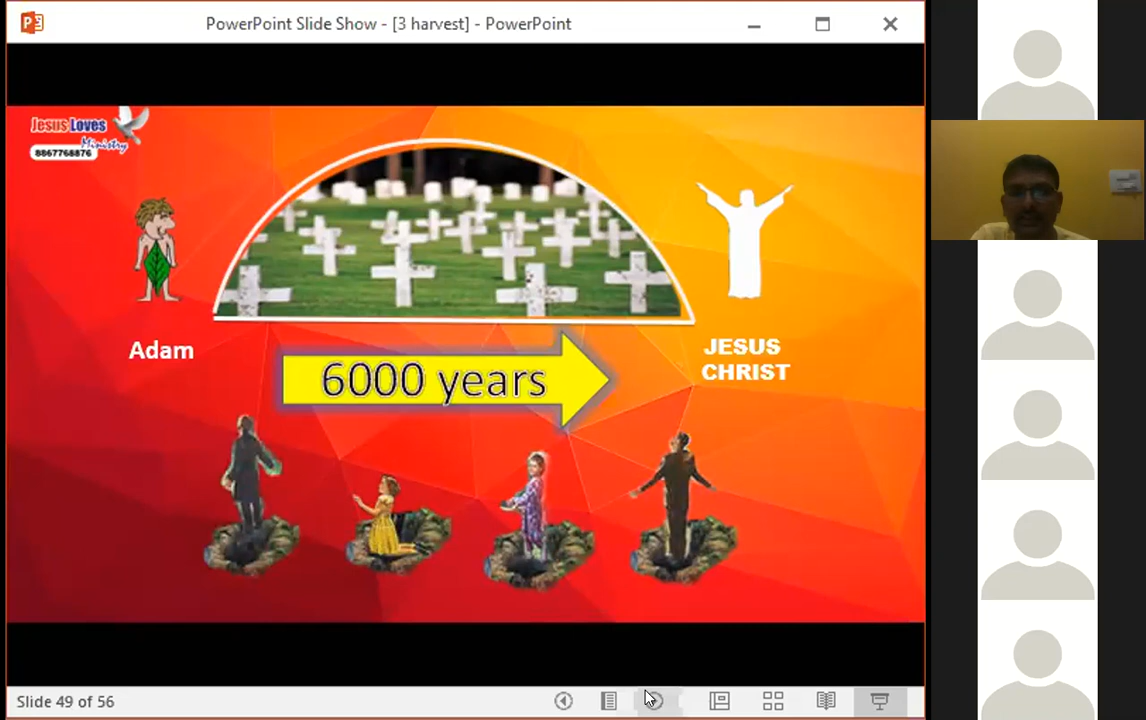 PowerPoint Slide Show - [3 harvest] - PowerPoint
Jesus Loves
Ministry
8867768876
Adam
JESUS
CHRIST
6000 years
Slide 49 of 56